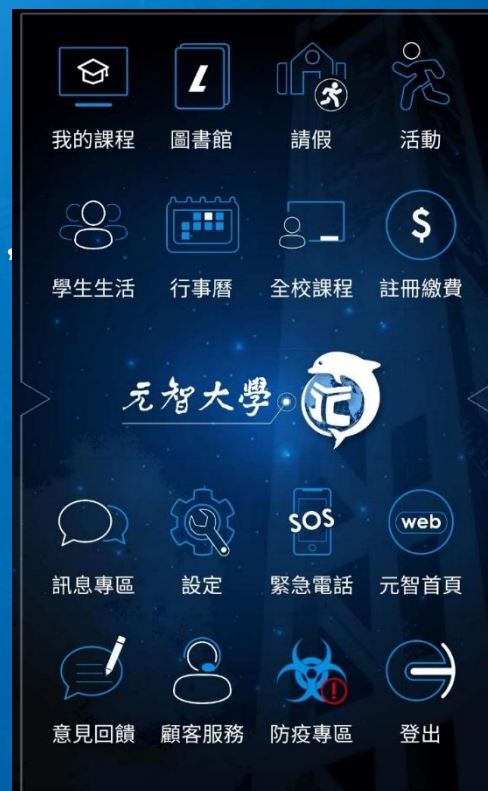 我的課程 圖書館 請假 活動
學生生活 行事曆 全校課程 註冊繳費
$
元智大學
SOS web
訊息專區 設定 緊急電話 元智首頁
意見回饋 顧客服務 防疫專區 登出